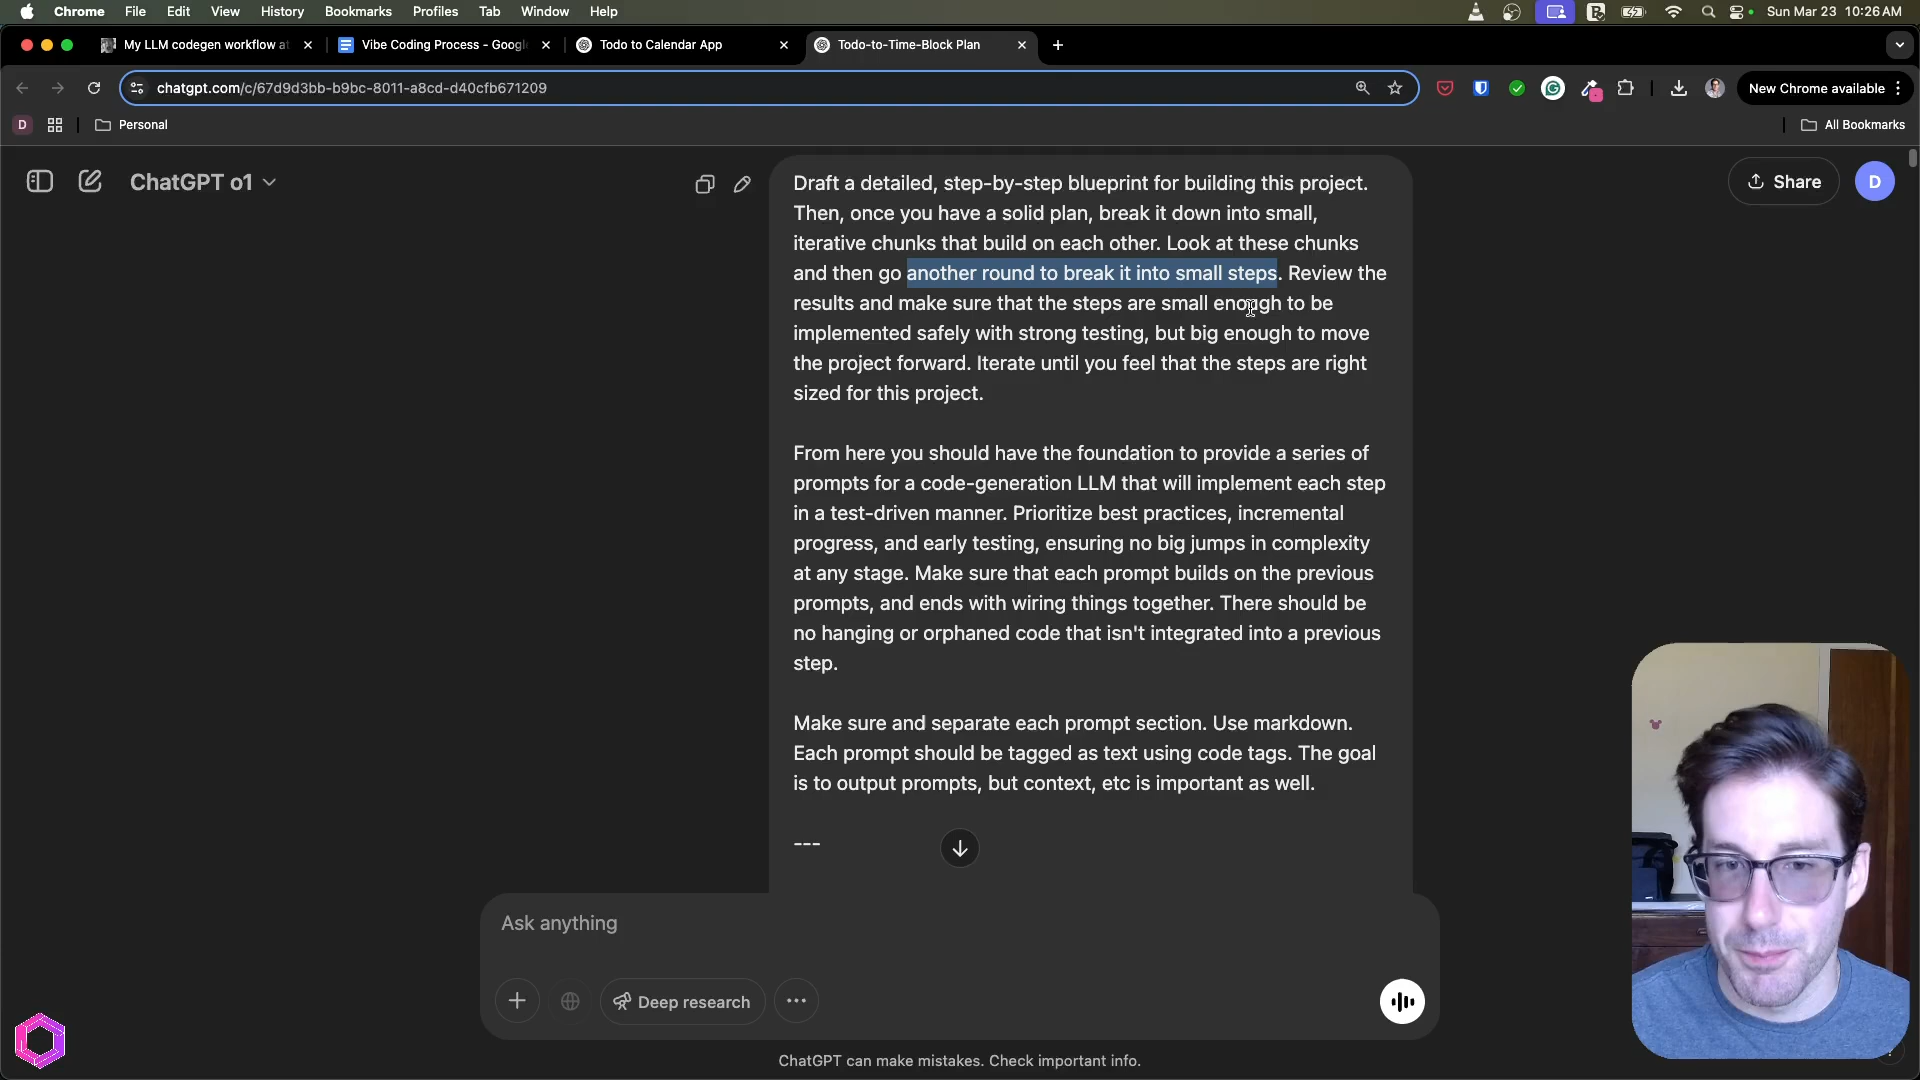 Chrome File Edit View History Bookmarks Profiles Tab Window Help Sun Mar 23 10:26 AM
My LLM codegen workflow at Vibe Coding Process - Googl Todo to Calendar App Todo-to-Time-Block Plan
chatgpt.com/c/67d9d3bb-b9bc-8011-a8cd-d40cfb671209 New Chrome available
D Personal All Bookmarks
ChatGPT o1 Share D
Draft a detailed, step-by-step blueprint for building this project.
Then, once you have a solid plan, break it down into small,
iterative chunks that build on each other. Look at these chunks
and then go another round to break it into small steps. Review the
results and make sure that the steps are small enough to be
implemented safely with strong testing, but big enough to move
the project forward. Iterate until you feel that the steps are right
sized for this project.
From here you should have the foundation to provide a series of
prompts for a code-generation LLM that will implement each step
in a test-driven manner. Prioritize best practices, incremental
progress, and early testing, ensuring no big jumps in complexity
at any stage. Make sure that each prompt builds on the previous
prompts, and ends with wiring things together. There should be
no hanging or orphaned code that isn't integrated into a previous
step.
Make sure and separate each prompt section. Use markdown.
Each prompt should be tagged as text using code tags. The goal
is to output prompts, but context, etc is important as well.
---
Ask anything
Deep research
ChatGPT can make mistakes. Check important info.